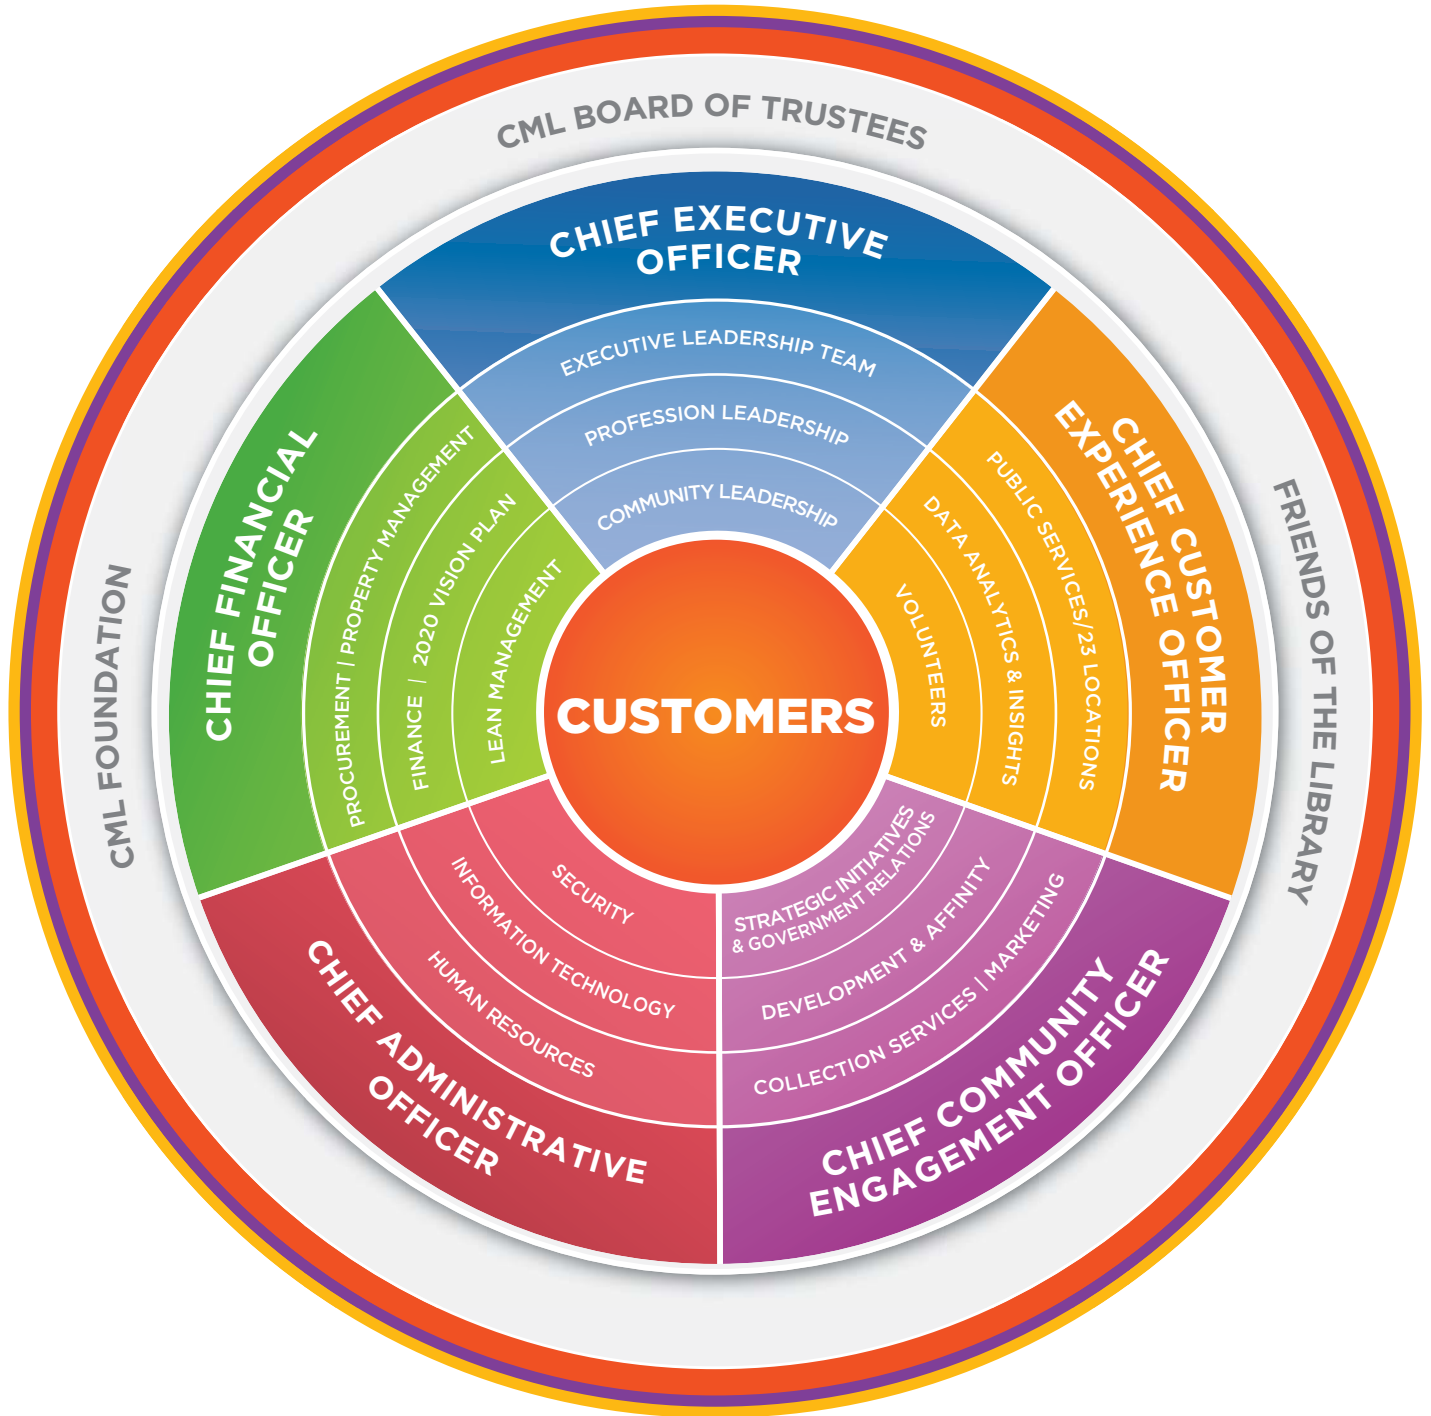 CML BOARD OF TRUSTEES
CHIEF EXECUTIVE
OFFICER
EXECUTIVE LEADERSHIP TEAM
PROFESSION LEADERSHIP
COMMUNITY LEADERSHIP
FRIENDS OF THE LIBRARY
CHIEF CUSTOMER
EXPERIENCE OFFICER
PUBLIC SERVICES/23 LOCATIONS
DATA ANALYTICS & INSIGHTS
VOLUNTEERS
CHIEF COMMUNITY
ENGAGEMENT OFFICER
COLLECTION SERVICES | MARKETING
DEVELOPMENT & AFFINITY
STRATEGIC INITIATIVES
& GOVERNMENT RELATIONS
CHIEF ADMINISTRATIVE
OFFICER
HUMAN RESOURCES
INFORMATION TECHNOLOGY
SECURITY
CML FOUNDATION
CHIEF FINANCIAL
OFFICER
PROCUREMENT | PROPERTY MANAGEMENT
FINANCE | 2020 VISION PLAN
LEAN MANAGEMENT
CUSTOMERS